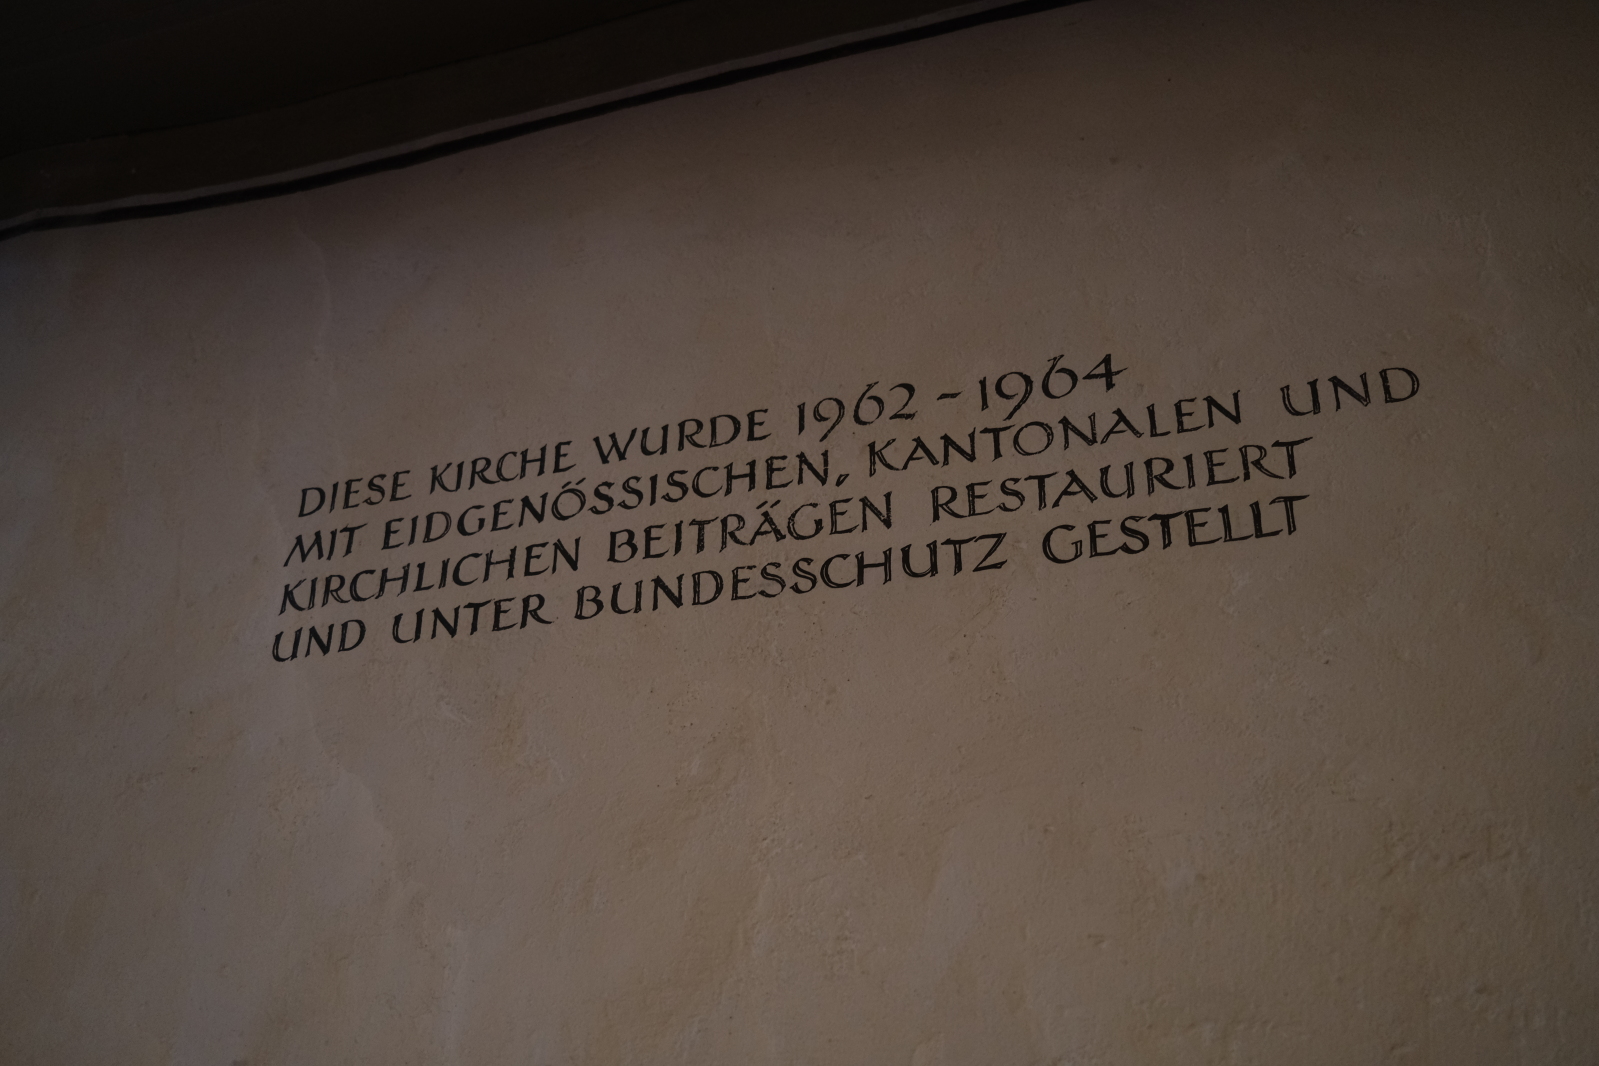 DIESE KIRCHE WURDE 1962 - 1964
MIT EIDGENÖSSISCHEN, KANTONALEN UND
KIRCHLICHEN BEITRÄGEN RESTAURIERT
UND UNTER BUNDESSCHUTZ GESTELLT